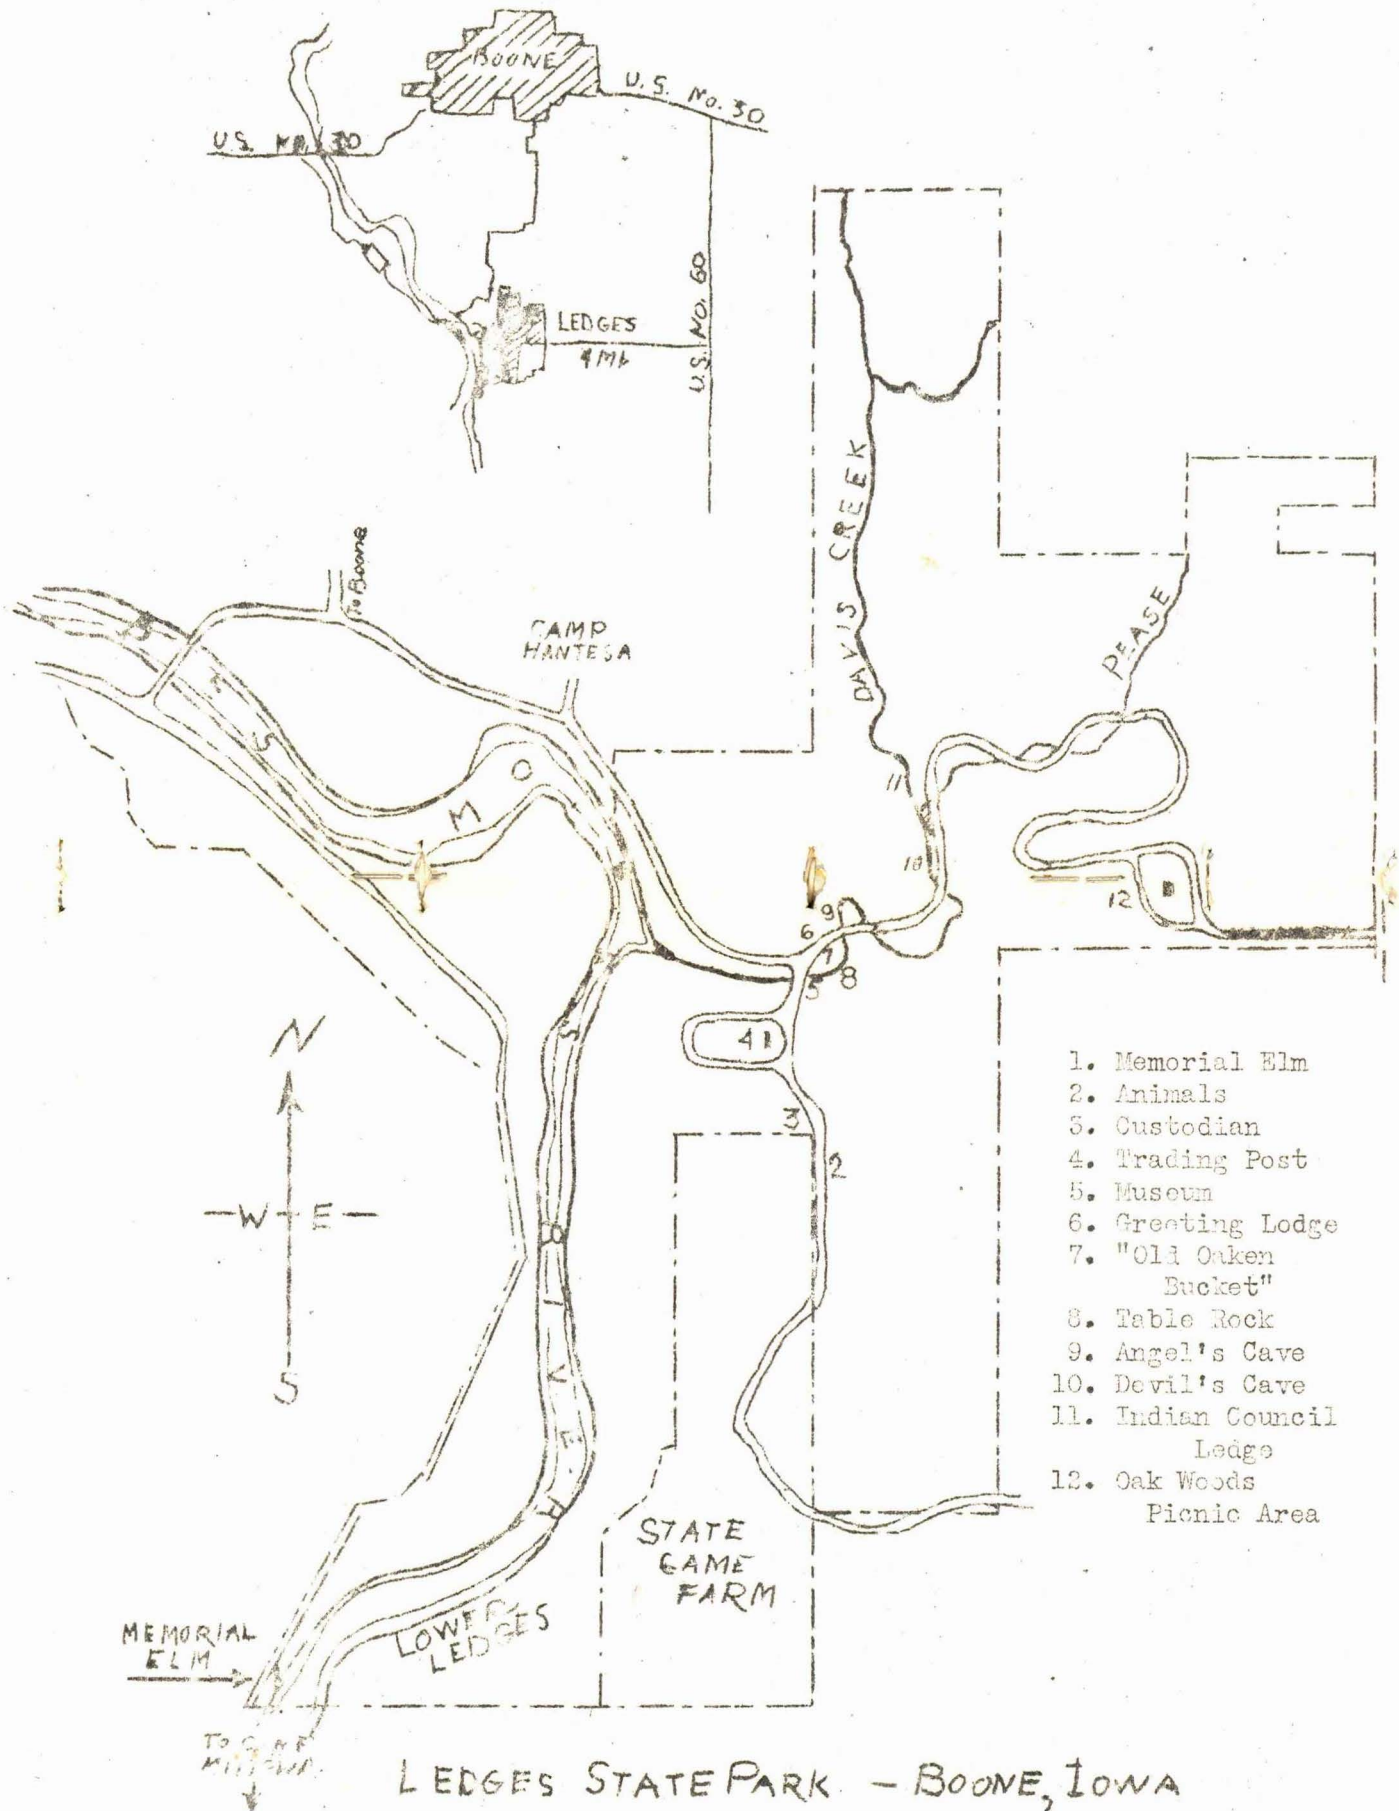 BOONE
U.S. No. 30
U.S. No. 30
U.S. No. 60
LEDGES
4 MI.
To Boone
CAMP
HANTESA
DAVIS CREEK
PEASE
DES MOINES RIVER
11
10
12
9
6
7
8
5
4
3
2
N
W E
S
1. Memorial Elm
2. Animals
3. Custodian
4. Trading Post
5. Museum
6. Greeting Lodge
7. "Old Oaken
Bucket"
8. Table Rock
9. Angel's Cave
10. Devil's Cave
11. Indian Council
Ledge
12. Oak Woods
Picnic Area
STATE
GAME
FARM
LOWER
LEDGES
MEMORIAL
ELM
TO
LEDGES STATE PARK - BOONE, IOWA